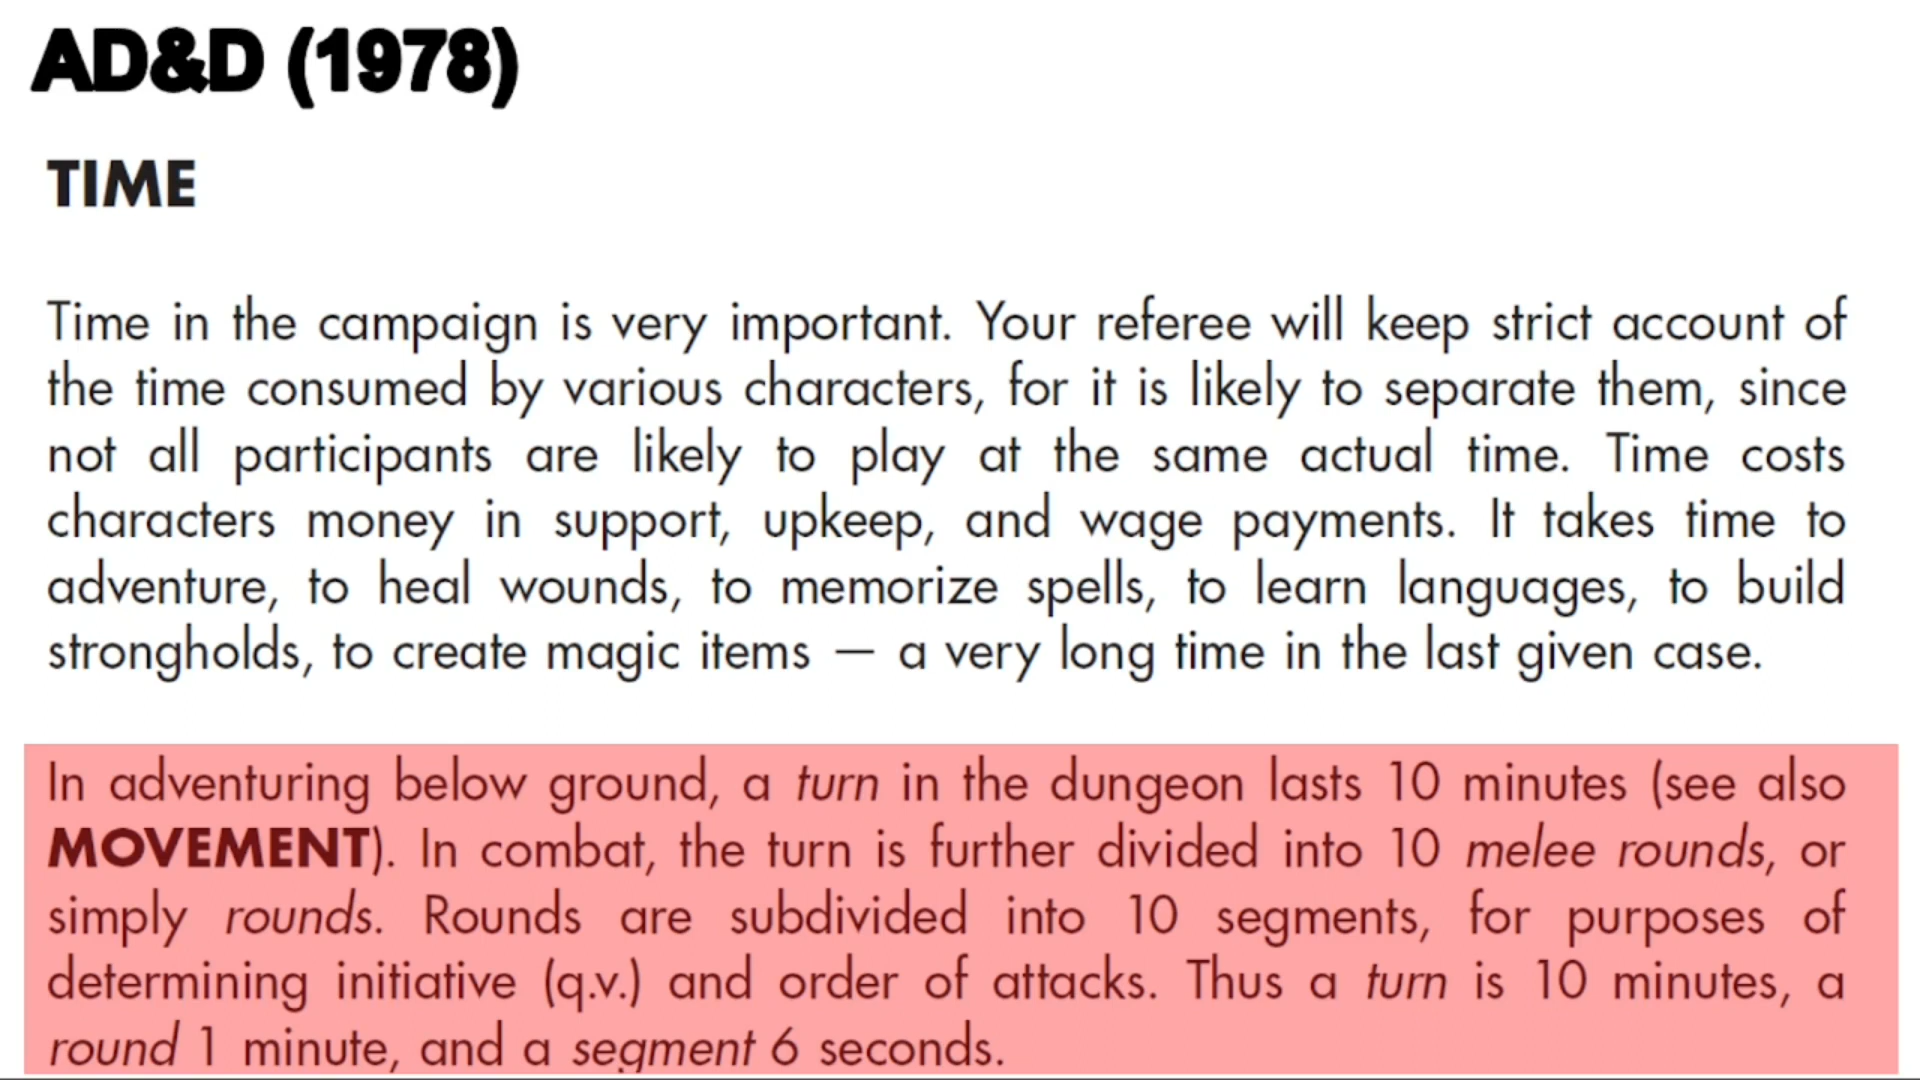 AD&D (1978)
TIME
Time in the campaign is very important. Your referee will keep strict account of
the time consumed by various characters, for it is likely to separate them, since
not all participants are likely to play at the same actual time. Time costs
characters money in support, upkeep, and wage payments. It takes time to
adventure, to heal wounds, to memorize spells, to learn languages, to build
strongholds, to create magic items — a very long time in the last given case.
In adventuring below ground, a turn in the dungeon lasts 10 minutes (see also
MOVEMENT). In combat, the turn is further divided into 10 melee rounds, or
simply rounds. Rounds are subdivided into 10 segments, for purposes of
determining initiative (q.v.) and order of attacks. Thus a turn is 10 minutes, a
round 1 minute, and a segment 6 seconds.